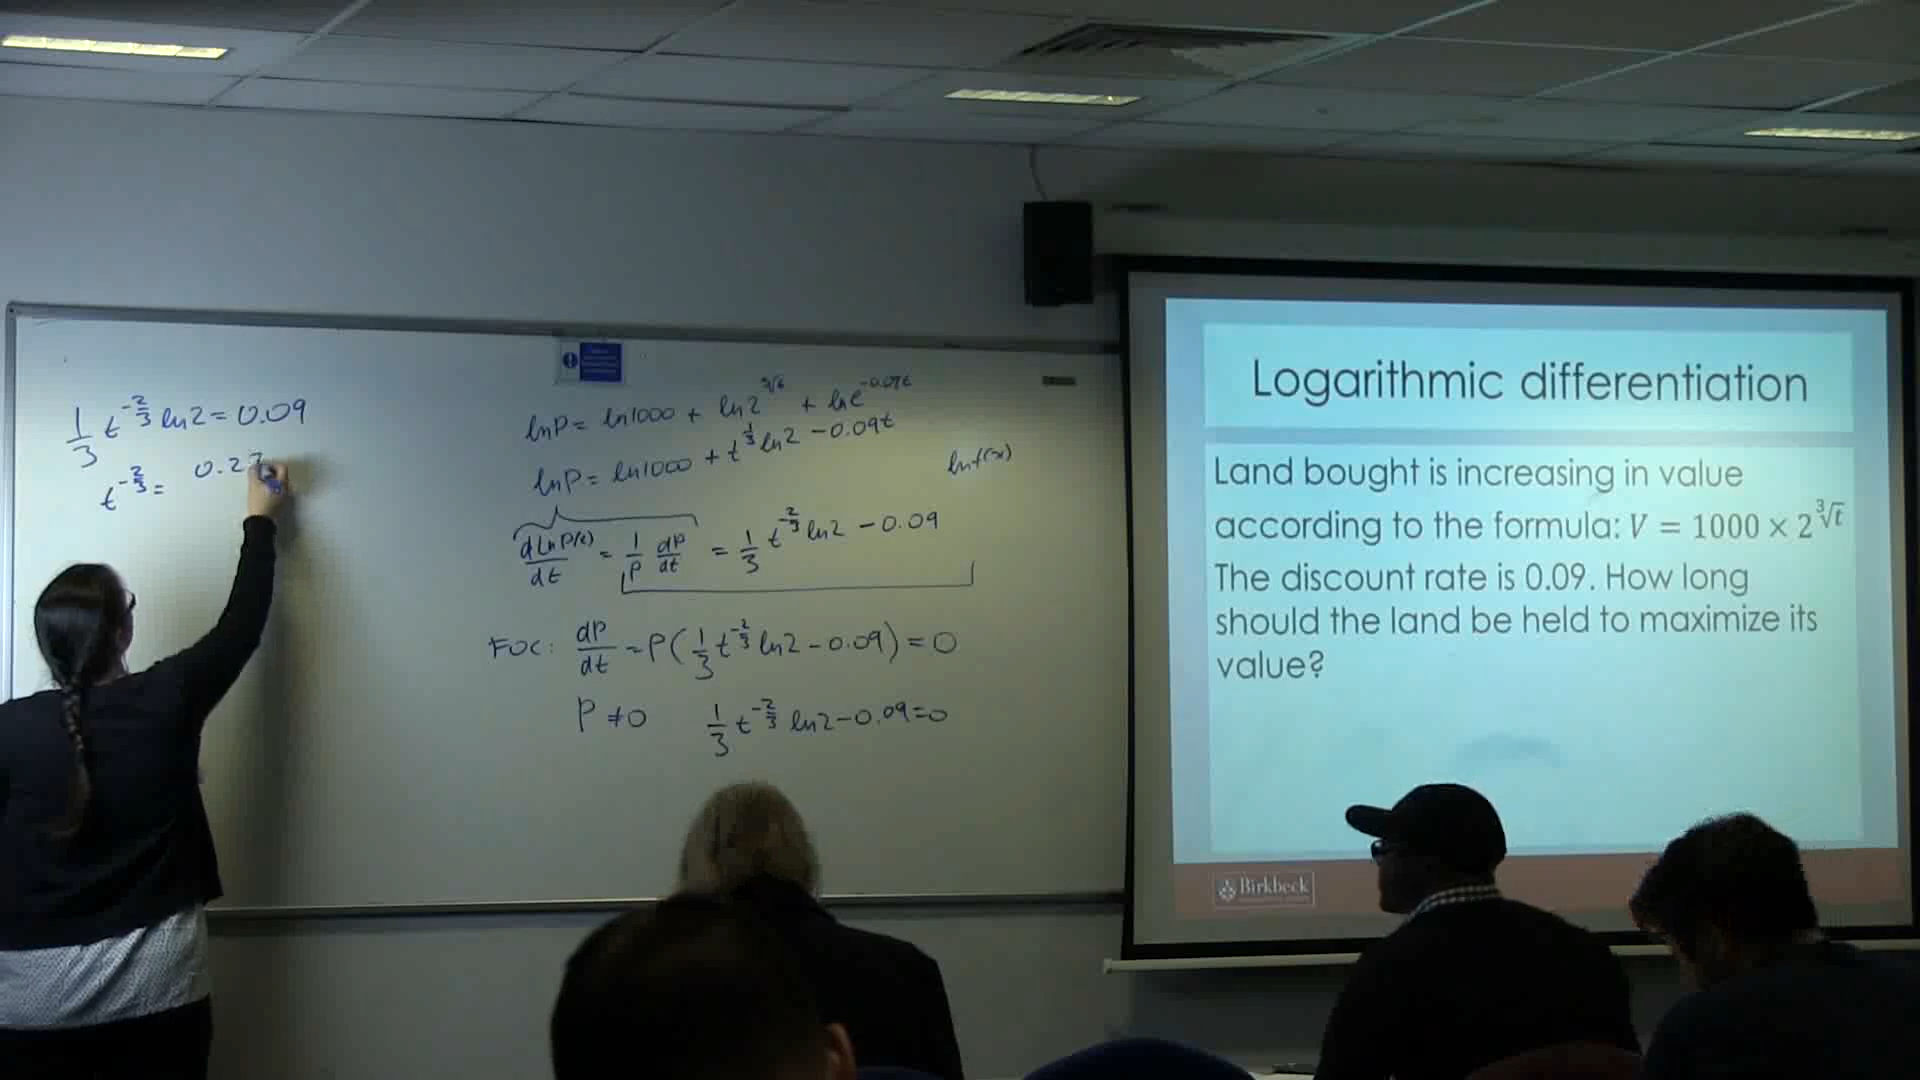 1/3 t^(-2/3) ln2 = 0.09
t^(-2/3) = 0.27
lnP = ln1000 + ln2^(∛t) + lne^(-0.09t)
lnP = ln1000 + t^(1/3) ln2 - 0.09t
ln f(x)
dlnP(t)/dt = 1/P dP/dt = 1/3 t^(-2/3) ln2 - 0.09
FOC: dP/dt = P(1/3 t^(-2/3) ln2 - 0.09) = 0
P ≠ 0 1/3 t^(-2/3) ln2 - 0.09 = 0
Logarithmic differentiation
Land bought is increasing in value
according to the formula: V = 1000 × 2^(∛t)
The discount rate is 0.09. How long
should the land be held to maximize its
value?
Birkbeck